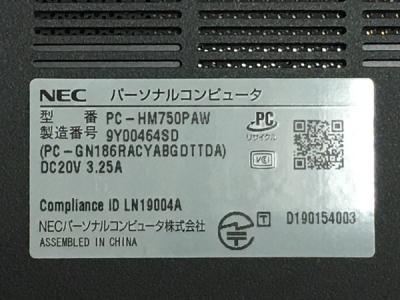 NEC パーソナルコンピュータ
型 番 PC-HM750PAW
製造番号 9Y00464SD
(PC-GN186RACYABGDTTDA)
DC20V 3.25A
PC
リサイクル
VCI
Compliance ID LN19004A
NECパーソナルコンピュータ株式会社
ASSEMBLED IN CHINA
T D190154003